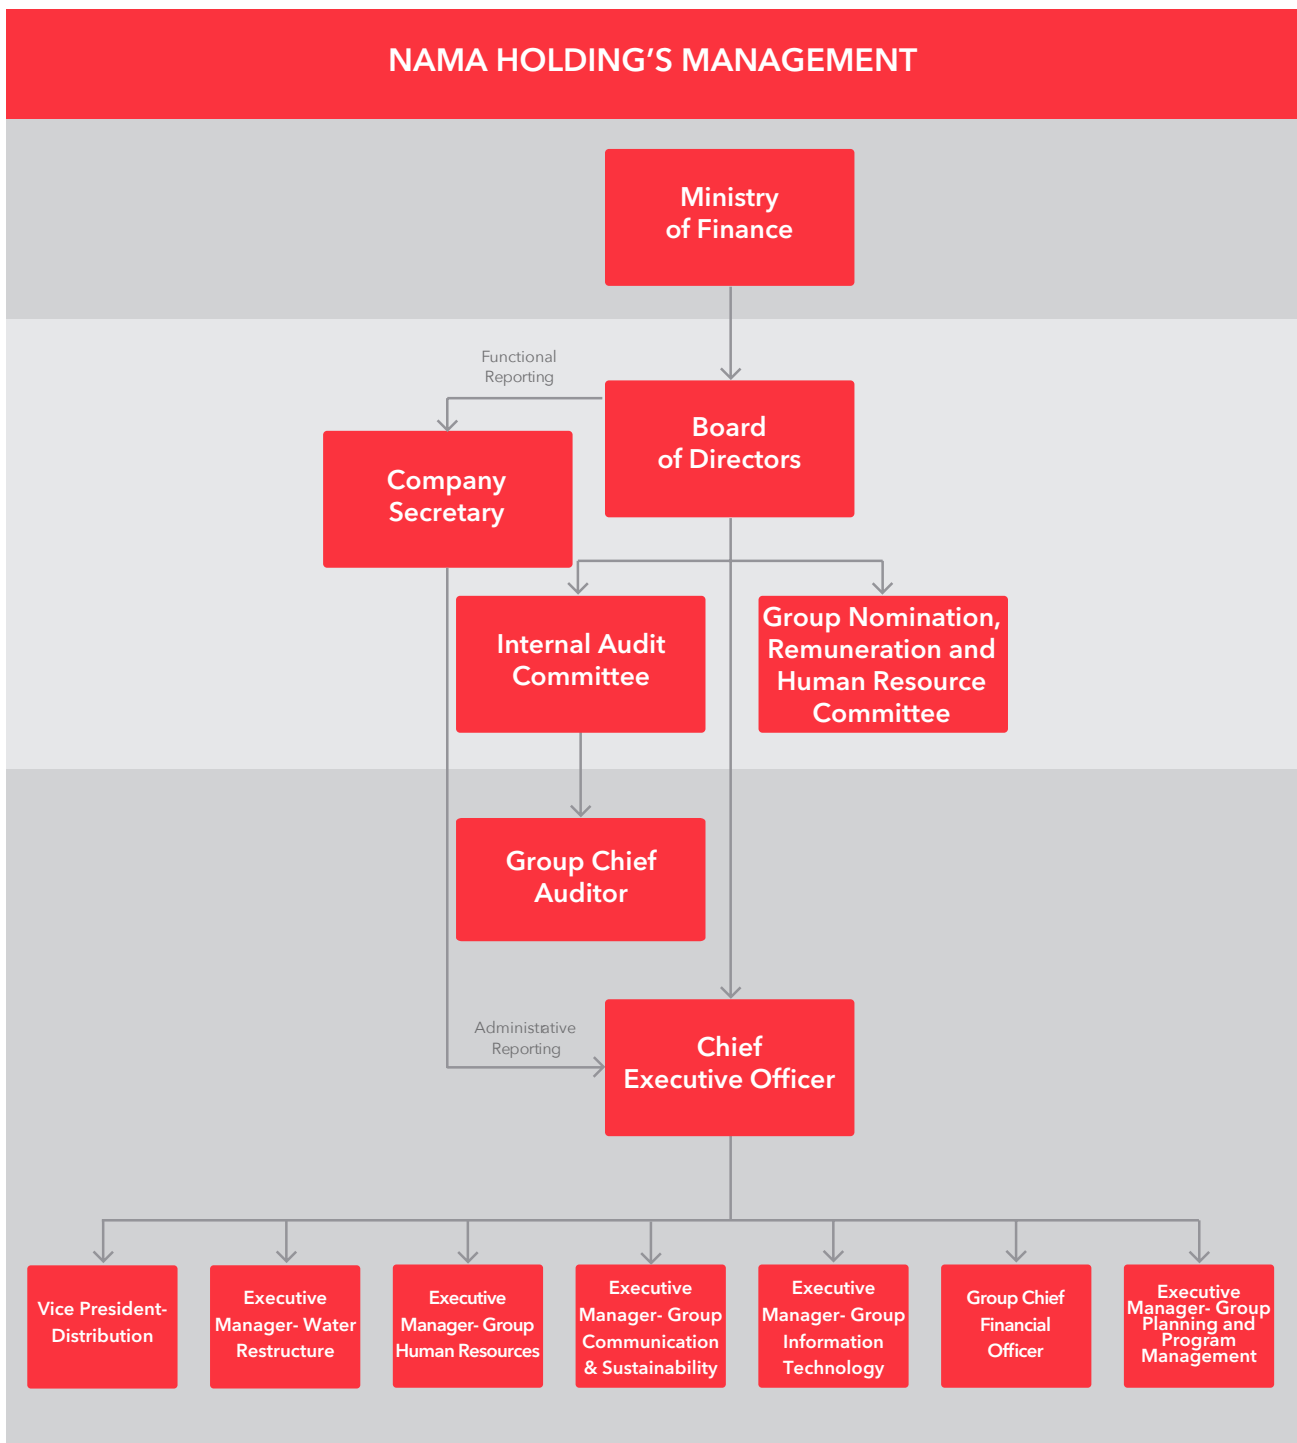 NAMA HOLDING'S MANAGEMENT
Ministry
of Finance
Functional
Reporting
Board
of Directors
Company
Secretary
Internal Audit
Committee
Group Nomination,
Remuneration and
Human Resource
Committee
Group Chief
Auditor
Administrative
Reporting
Chief
Executive Officer
Vice President-
Distribution
Executive
Manager- Water
Restructure
Executive
Manager- Group
Human Resources
Executive
Manager- Group
Communication
& Sustainability
Executive
Manager- Group
Information
Technology
Group Chief
Financial
Officer
Executive
Manager- Group
Planning and
Program
Management